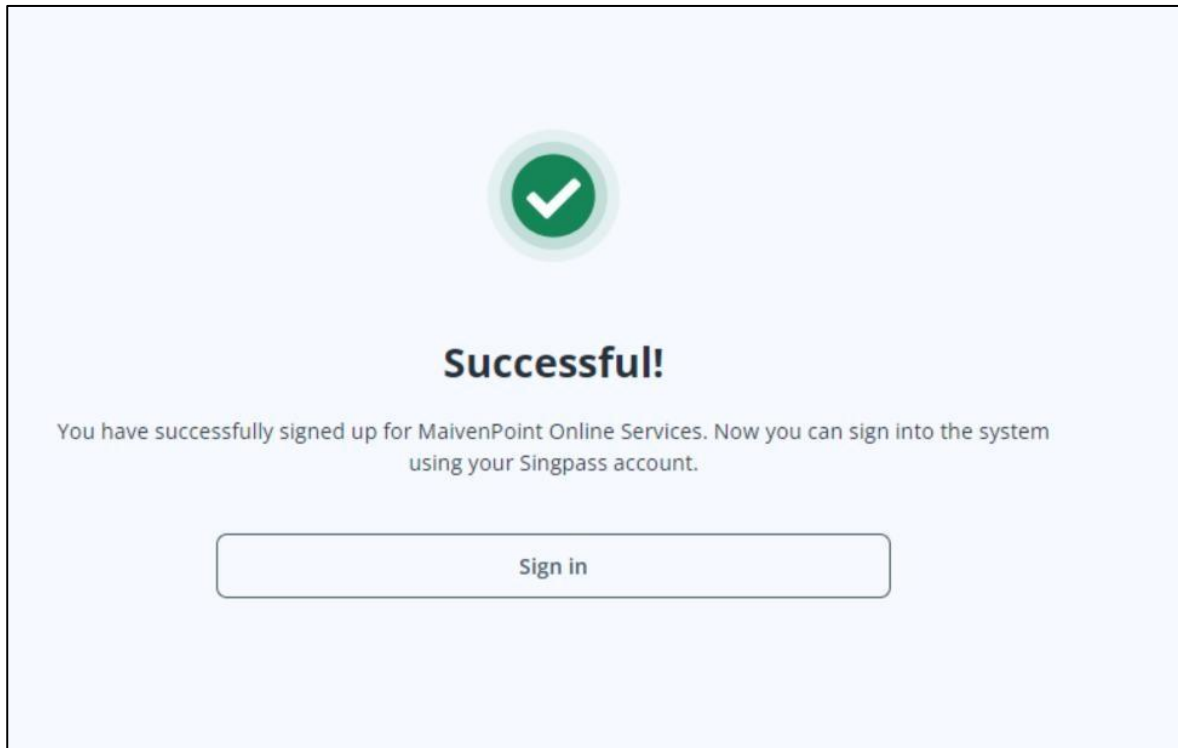 Successful!
You have successfully signed up for MaivenPoint Online Services. Now you can sign into the system
using your Singpass account.
Sign in